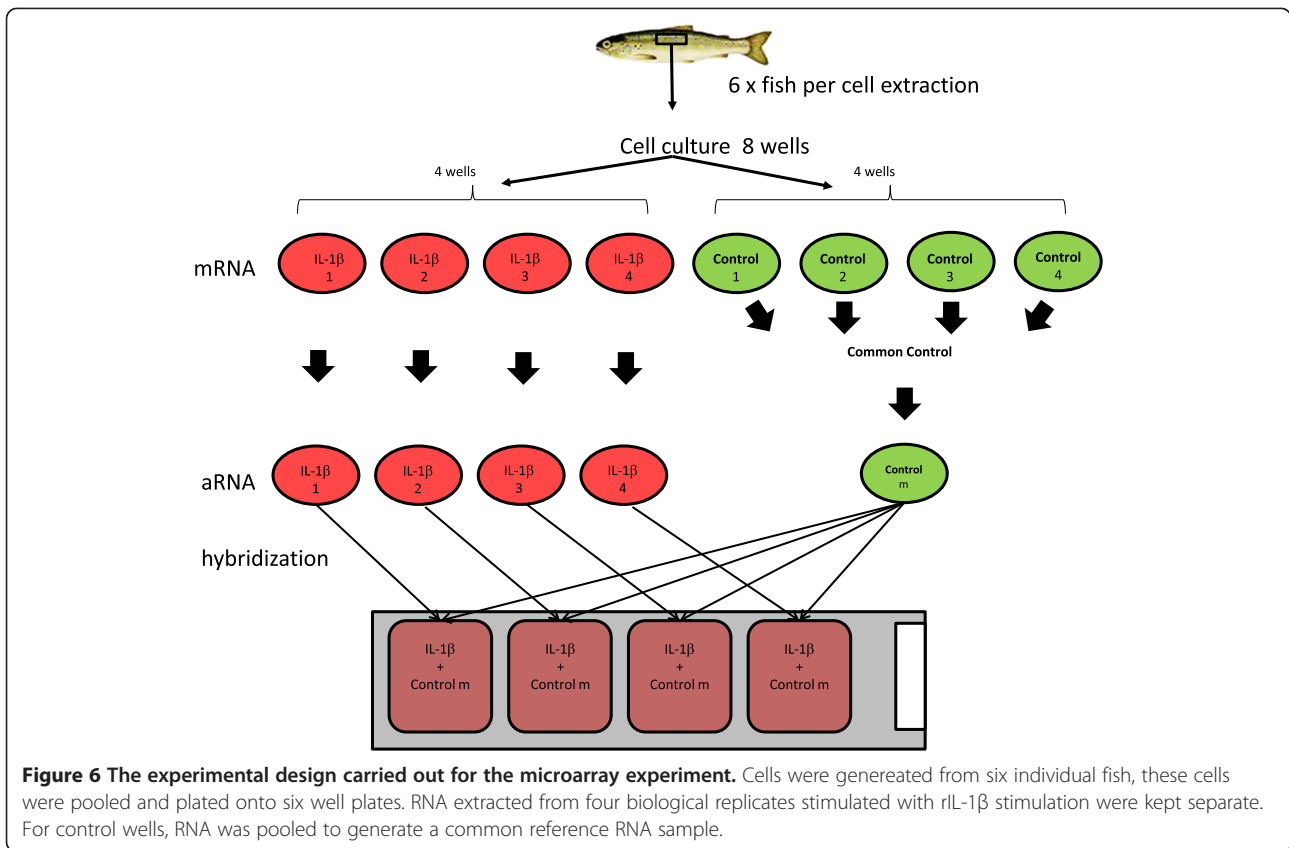 6 x fish per cell extraction
Cell culture 8 wells
4 wells
4 wells
mRNA
IL-1β
1
IL-1β
2
IL-1β
3
IL-1β
4
Control
1
Control
2
Control
3
Control
4
Common Control
aRNA
IL-1β
1
IL-1β
2
IL-1β
3
IL-1β
4
Control
m
hybridization
IL-1β
+
Control m
IL-1β
+
Control m
IL-1β
+
Control m
IL-1β
+
Control m
Figure 6 The experimental design carried out for the microarray experiment. Cells were genereated from six individual fish, these cells
were pooled and plated onto six well plates. RNA extracted from four biological replicates stimulated with rIL-1β stimulation were kept separate.
For control wells, RNA was pooled to generate a common reference RNA sample.